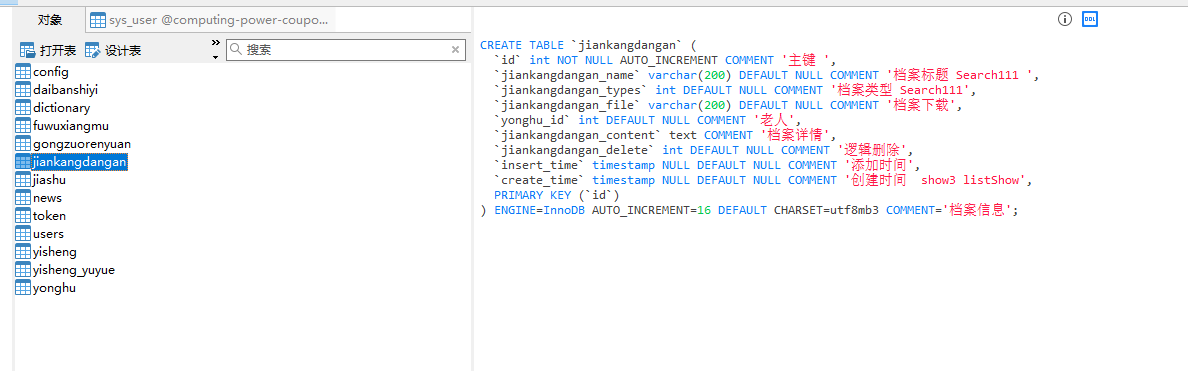 对象
sys_user @computing-power-coupo...
打开表
设计表
»
搜索
config
daibanshiyi
dictionary
fuwuxiangmu
gongzuorenyuan
jiankangdangan
jiashu
news
token
users
yisheng
yisheng_yuyue
yonghu
DDL
CREATE TABLE `jiankangdangan` (
  `id` int NOT NULL AUTO_INCREMENT COMMENT '主键 ',
  `jiankangdangan_name` varchar(200) DEFAULT NULL COMMENT '档案标题 Search111 ',
  `jiankangdangan_types` int DEFAULT NULL COMMENT '档案类型 Search111',
  `jiankangdangan_file` varchar(200) DEFAULT NULL COMMENT '档案下载',
  `yonghu_id` int DEFAULT NULL COMMENT '老人',
  `jiankangdangan_content` text COMMENT '档案详情',
  `jiankangdangan_delete` int DEFAULT NULL COMMENT '逻辑删除',
  `insert_time` timestamp NULL DEFAULT NULL COMMENT '添加时间',
  `create_time` timestamp NULL DEFAULT NULL COMMENT '创建时间  show3 listShow',
  PRIMARY KEY (`id`)
) ENGINE=InnoDB AUTO_INCREMENT=16 DEFAULT CHARSET=utf8mb3 COMMENT='档案信息';